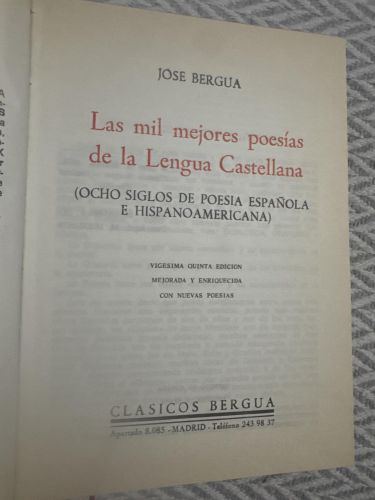 JOSE BERGUA
Las mil mejores poesías
de la Lengua Castellana
(OCHO SIGLOS DE POESIA ESPAÑOLA
E HISPANOAMERICANA)
VIGESIMA QUINTA EDICION
MEJORADA Y ENRIQUECIDA
CON NUEVAS POESIAS
CLASICOS BERGUA
Apartado 8.085 -MADRID- Teléfono 243 98 37